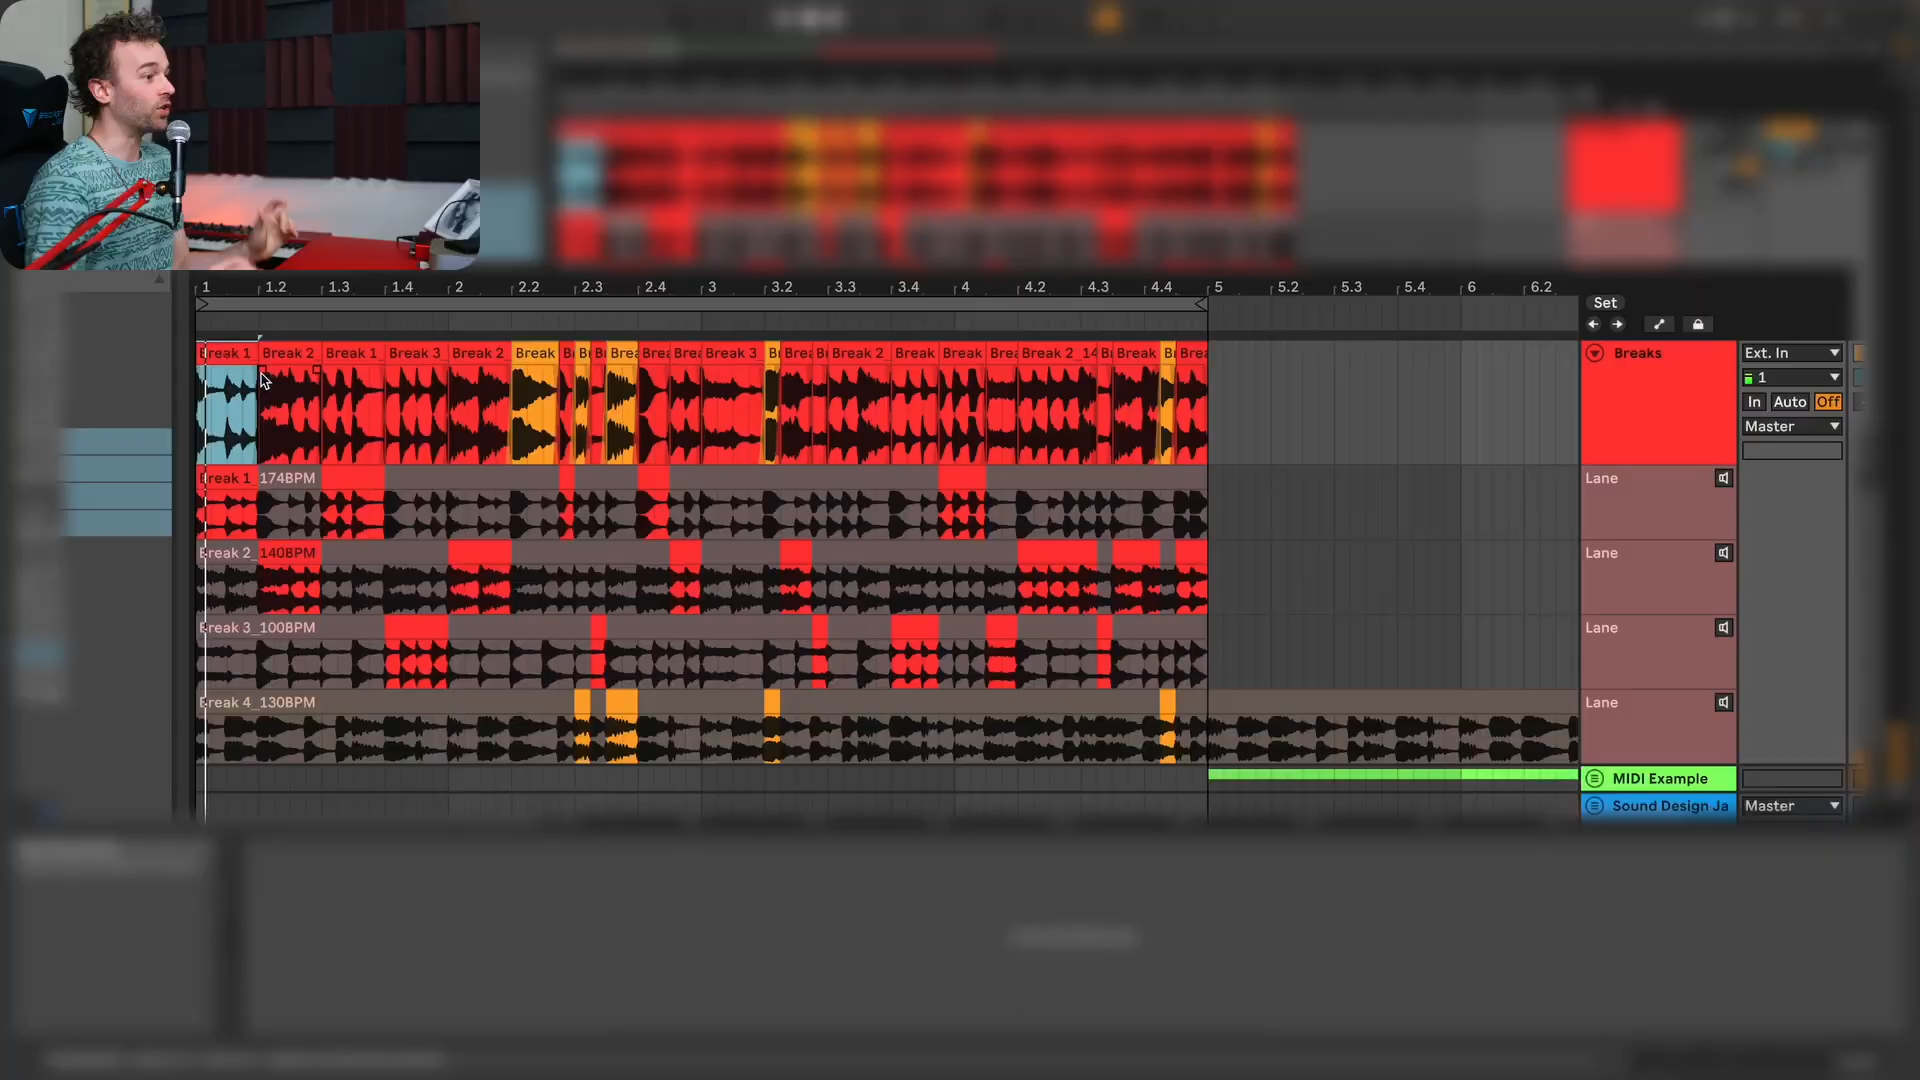 1 1.2 1.3 1.4 2 2.2 2.3 2.4 3 3.2 3.3 3.4 4 4.2 4.3 4.4 5 5.2 5.3 5.4 6 6.2
Set
Break 1 Break 2 Break 1 Break 3 Break 2 Break Break 3 Break 2 Break Break Break 2_14 Break
Breaks
Ext. In
1
In Auto Off
Master
Break 1_174BPM
Lane
Break 2_140BPM
Lane
Break 3_100BPM
Lane
Break 4_130BPM
Lane
MIDI Example
Sound Design Ja
Master